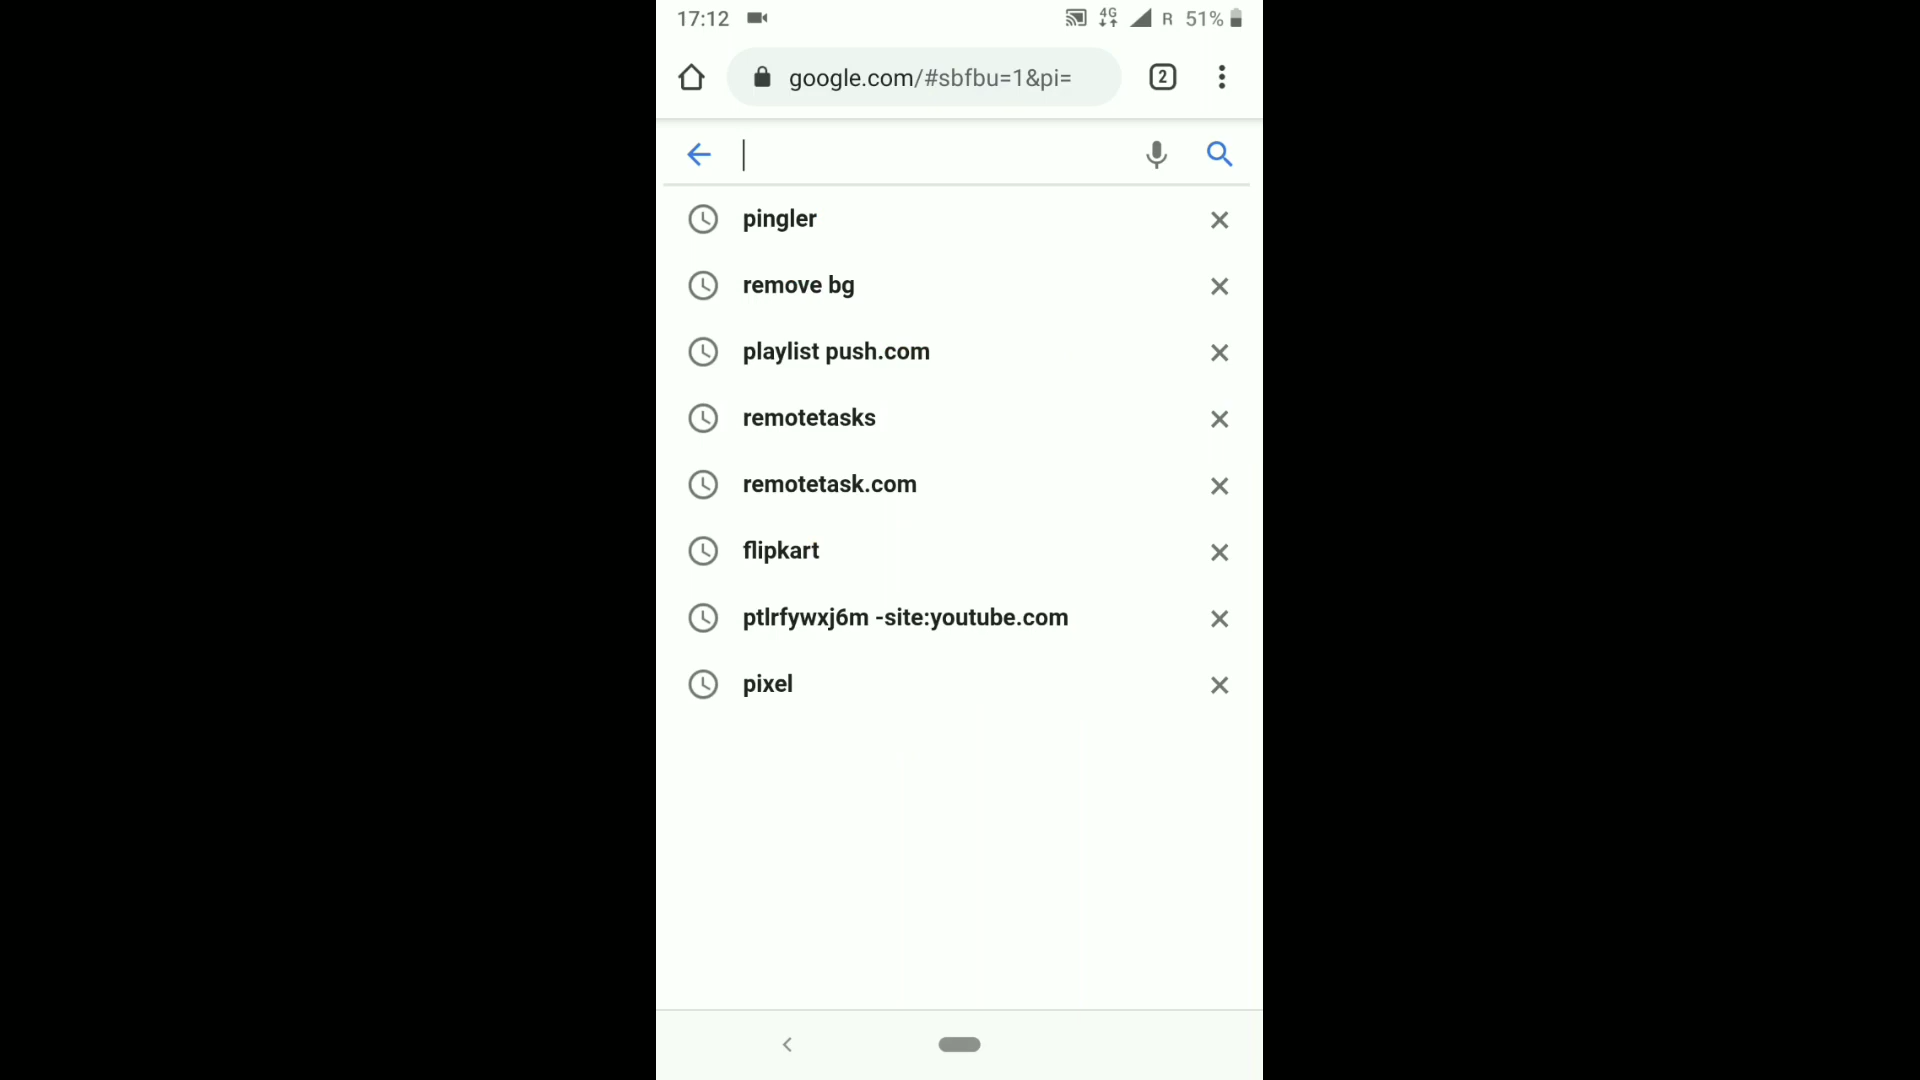 17:12 4G R 51%
google.com/#sbfbu=1&pi= 2
pingler
remove bg
playlist push.com
remotetasks
remotetask.com
flipkart
ptlrfywxj6m -site:youtube.com
pixel